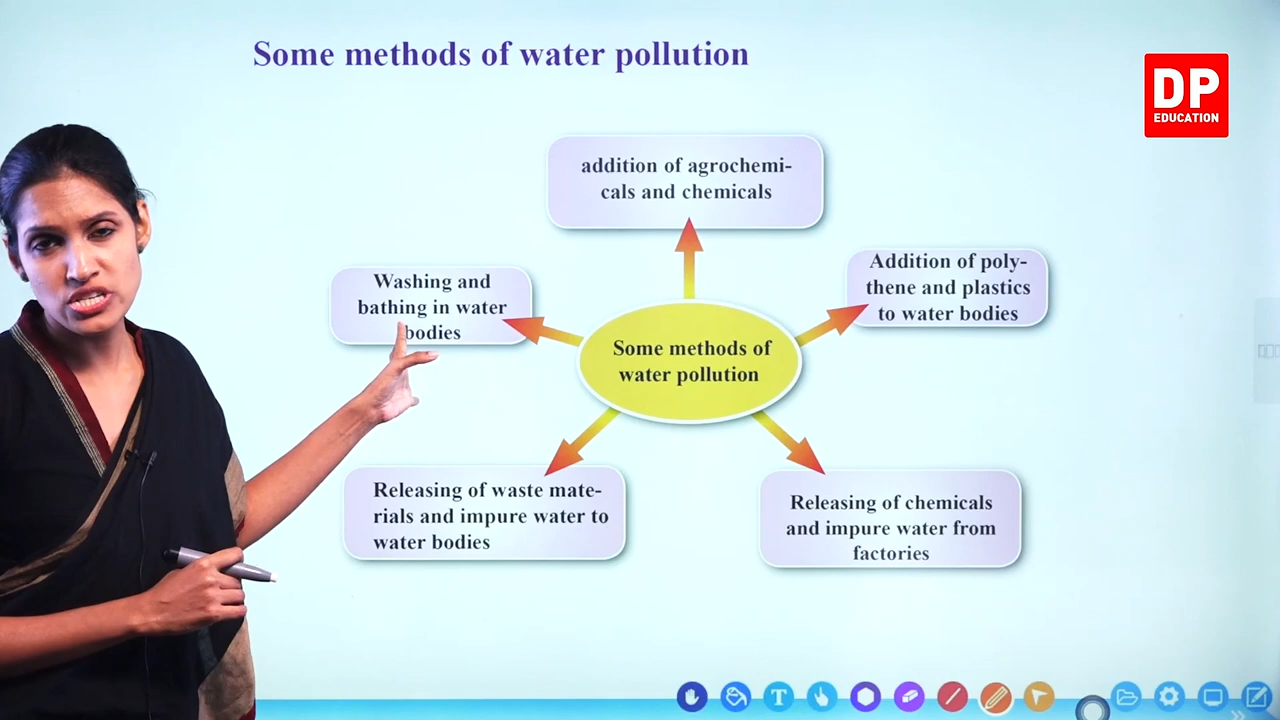 Some methods of water pollution
DP
EDUCATION
addition of agrochemi-
cals and chemicals
Washing and
bathing in water
bodies
Addition of poly-
thene and plastics
to water bodies
Some methods of
water pollution
Releasing of waste mate-
rials and impure water to
water bodies
Releasing of chemicals
and impure water from
factories
T